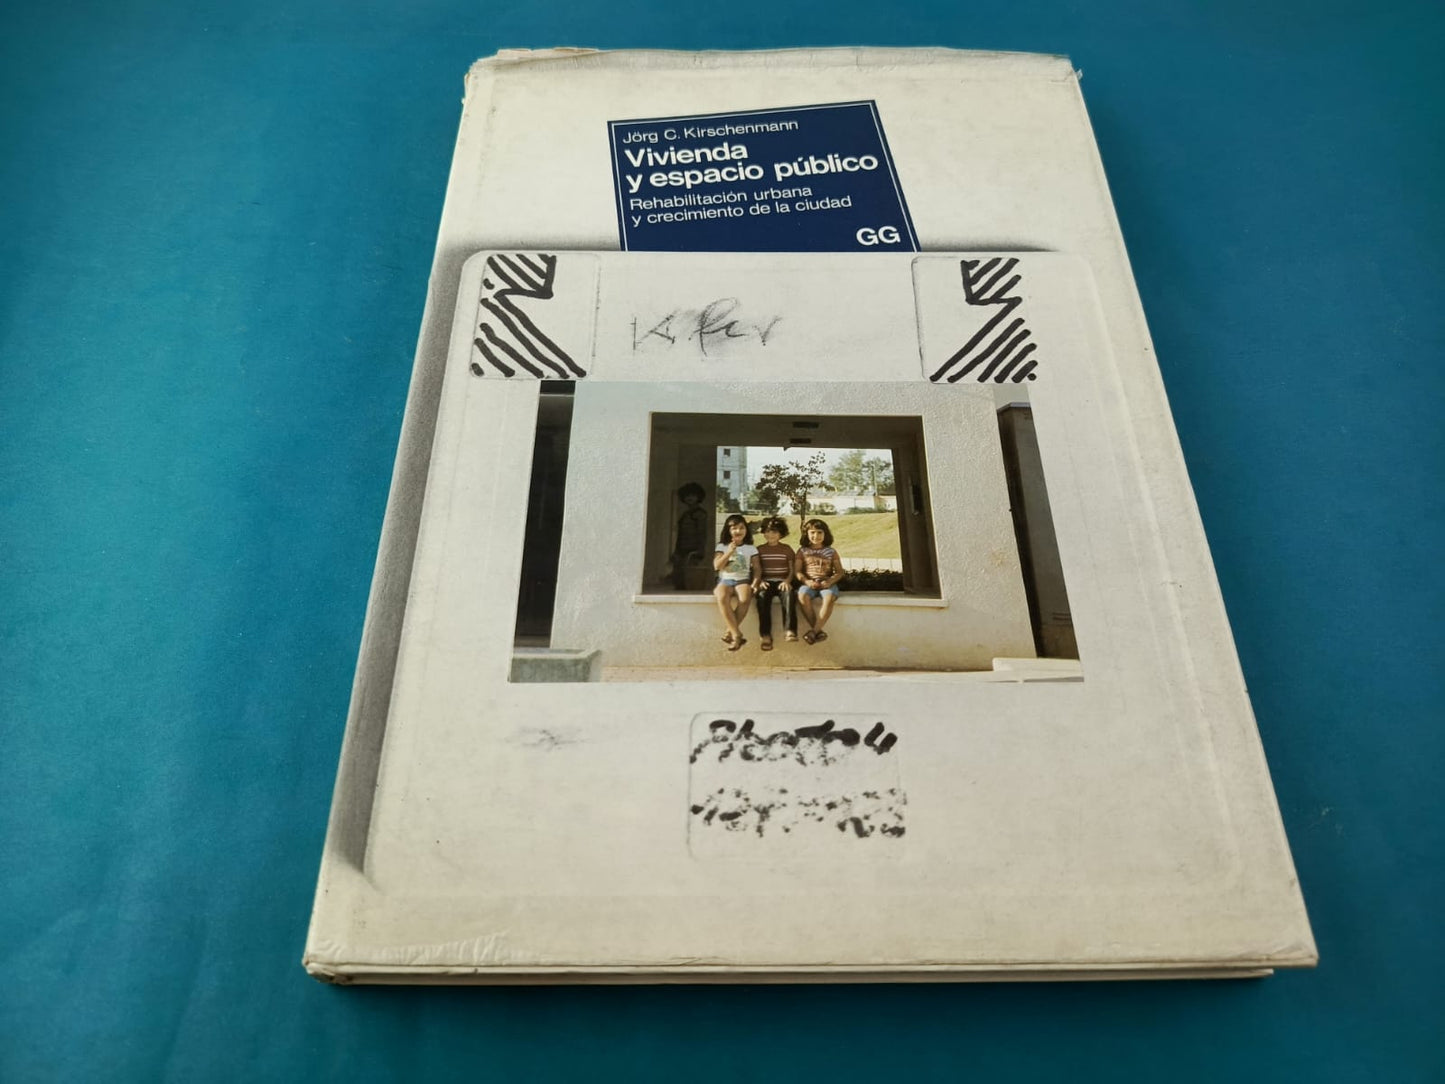 Jörg C. Kirschenmann
Vivienda
y espacio público
Rehabilitación urbana
y crecimiento de la ciudad
GG